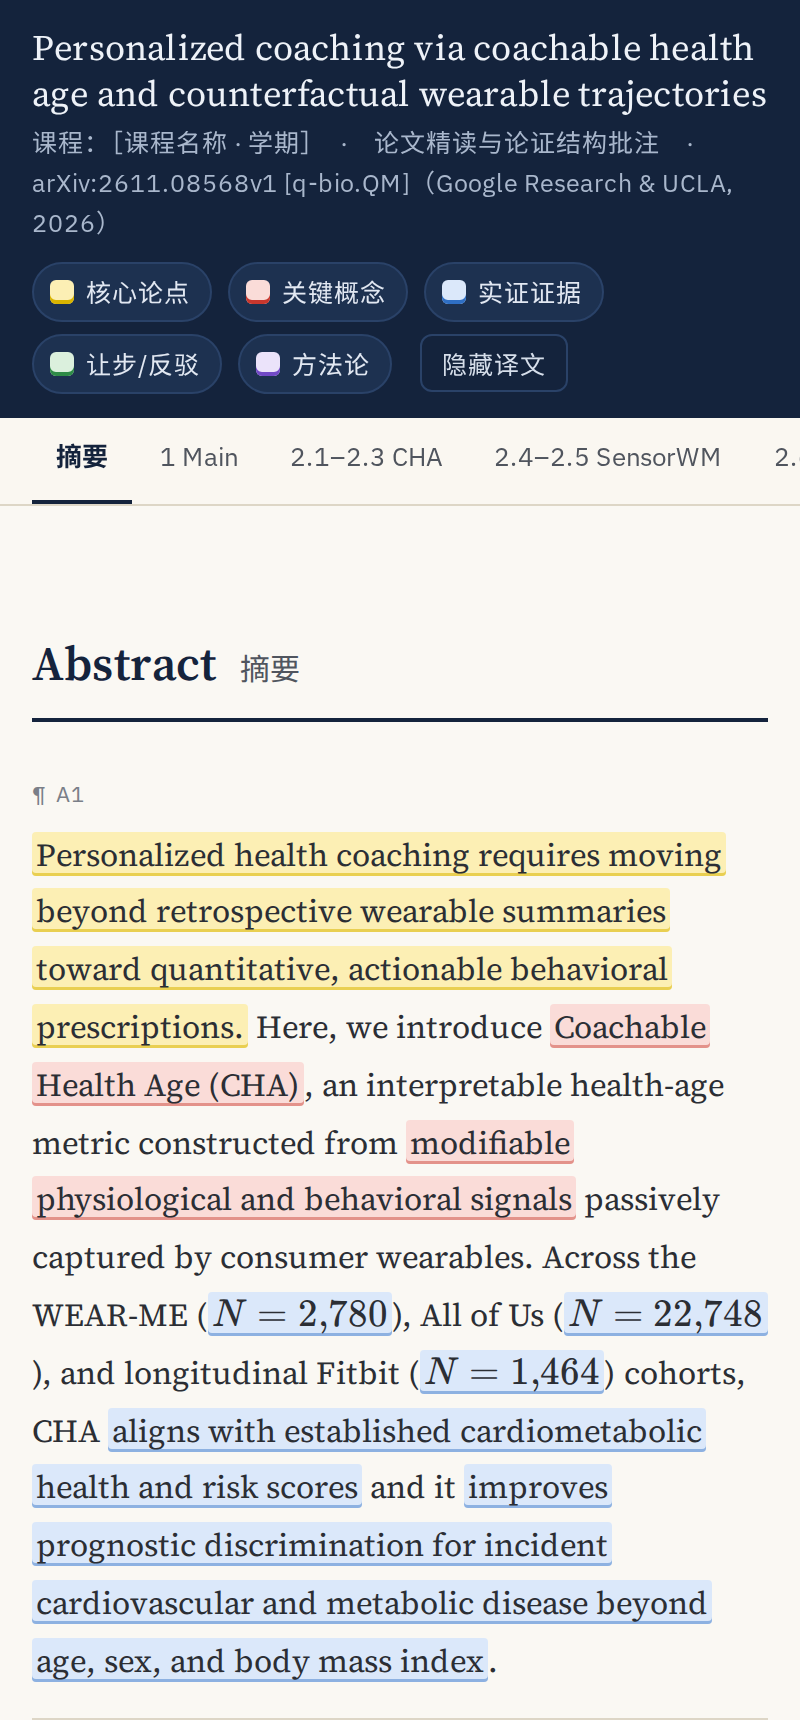 Personalized coaching via coachable health
age and counterfactual wearable trajectories
课程：［课程名称 · 学期］ · 论文精读与论证结构批注 ·
arXiv:2611.08568v1 [q-bio.QM]（Google Research & UCLA,
2026）
核心论点 关键概念 实证证据
让步/反驳 方法论 隐藏译文
摘要 1 Main 2.1–2.3 CHA 2.4–2.5 SensorWM 2.
Abstract 摘要
¶ A1
Personalized health coaching requires moving
beyond retrospective wearable summaries
toward quantitative, actionable behavioral
prescriptions. Here, we introduce Coachable
Health Age (CHA), an interpretable health-age
metric constructed from modifiable
physiological and behavioral signals passively
captured by consumer wearables. Across the
WEAR-ME (N = 2,780), All of Us (N = 22,748
), and longitudinal Fitbit (N = 1,464) cohorts,
CHA aligns with established cardiometabolic
health and risk scores and it improves
prognostic discrimination for incident
cardiovascular and metabolic disease beyond
age, sex, and body mass index.